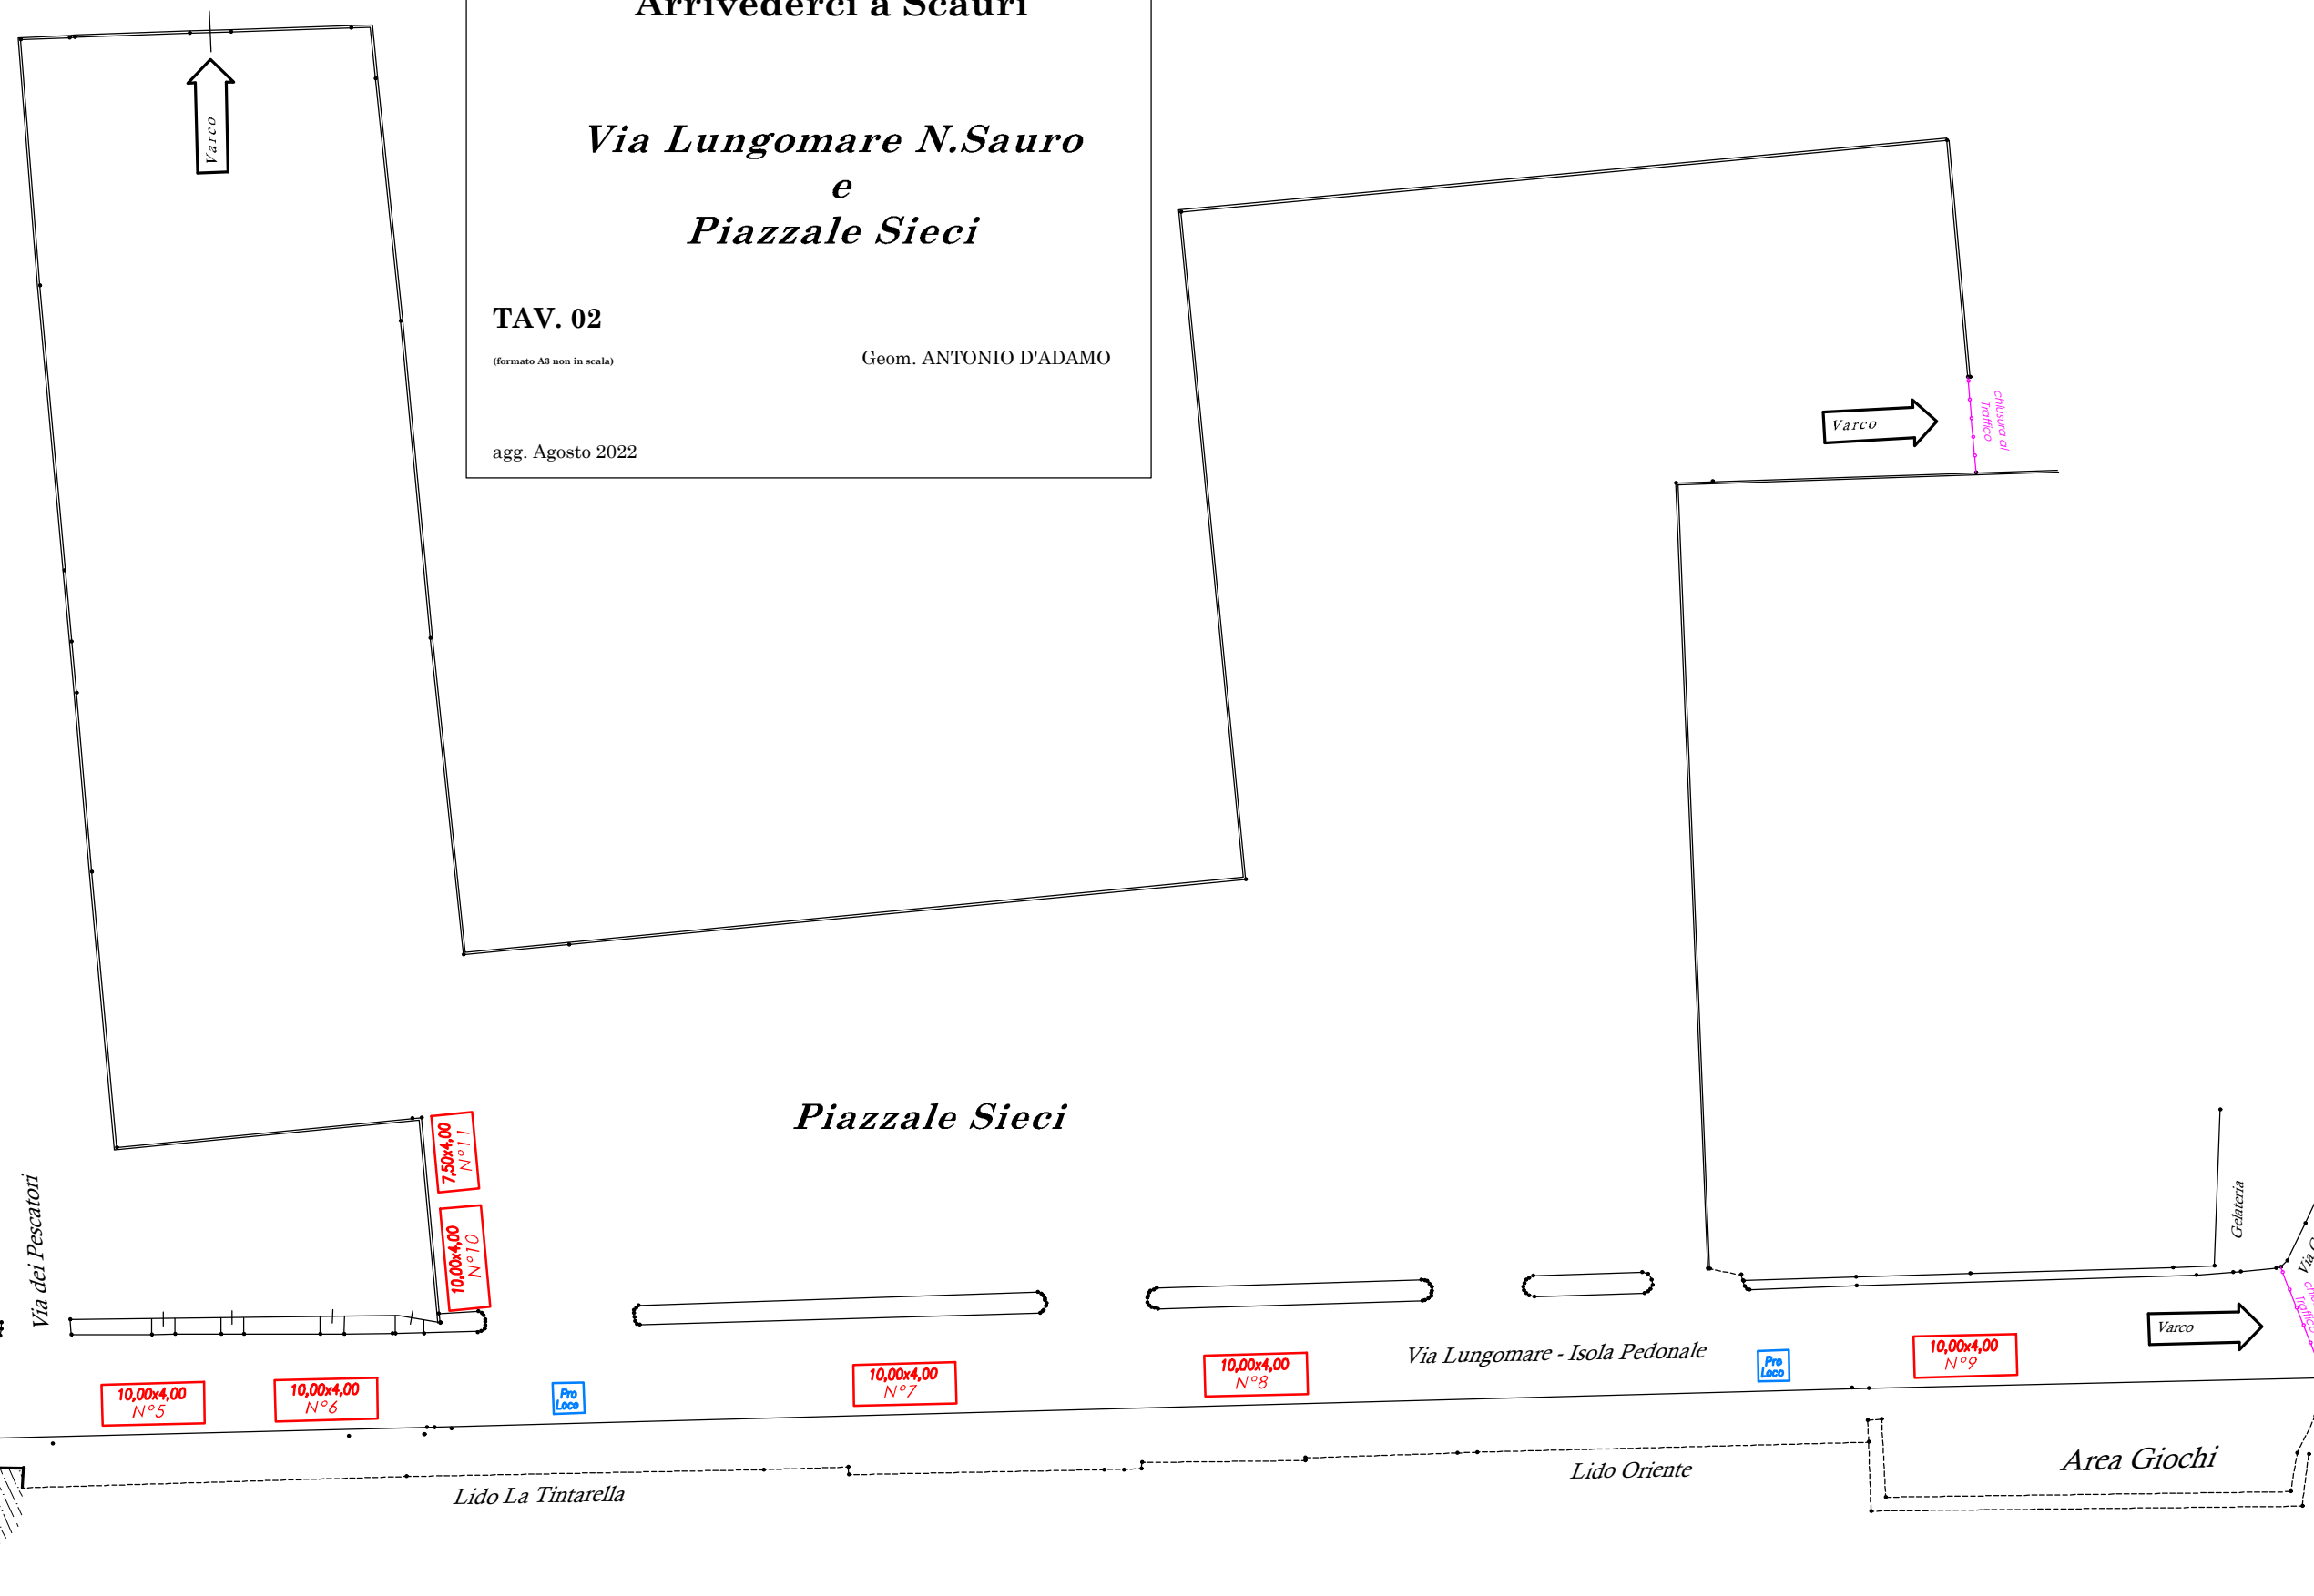 Arrivederci a Scauri
Via Lungomare N.Sauro
e
Piazzale Sieci
TAV. 02
(formato A3 non in scala)
Geom. ANTONIO D'ADAMO
agg. Agosto 2022
Varco
Varco
chiusura al
Traffico
Piazzale Sieci
7,50x4,00
N°11
10,00x4,00
N°10
Via dei Pescatori
Gelateria
Via
Traffico
Varco
Via Lungomare - Isola Pedonale
10,00x4,00
N°5
10,00x4,00
N°6
Pro
Loco
10,00x4,00
N°7
10,00x4,00
N°8
Pro
Loco
10,00x4,00
N°9
Lido La Tintarella
Lido Oriente
Area Giochi